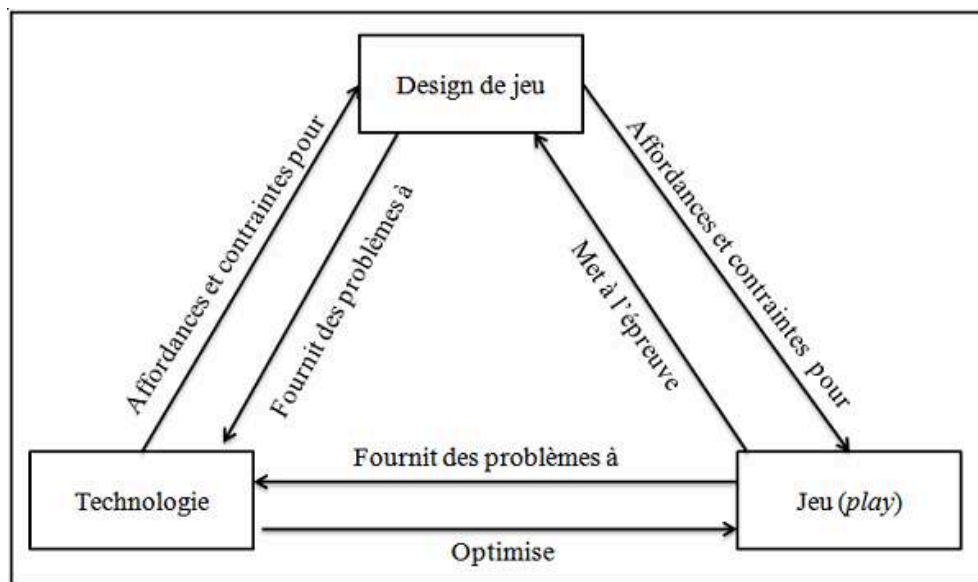 Design de jeu
Affordances et contraintes pour
Fournit des problèmes à
Met à l'épreuve
Affordances et contraintes pour
Technologie
Fournit des problèmes à
Optimise
Jeu (play)